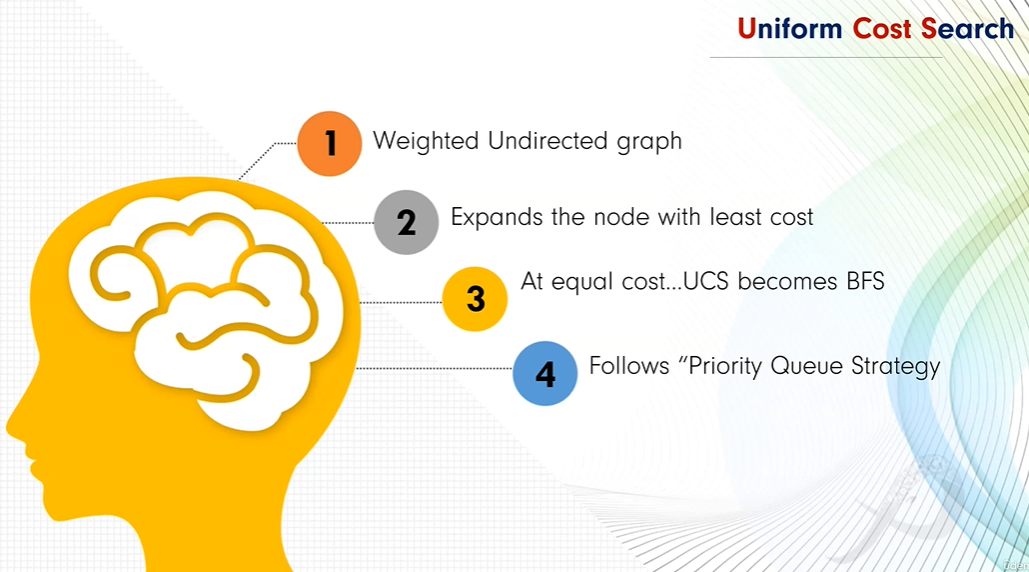 Uniform Cost Search
1 Weighted Undirected graph
2 Expands the node with least cost
3 At equal cost...UCS becomes BFS
4 Follows “Priority Queue Strategy